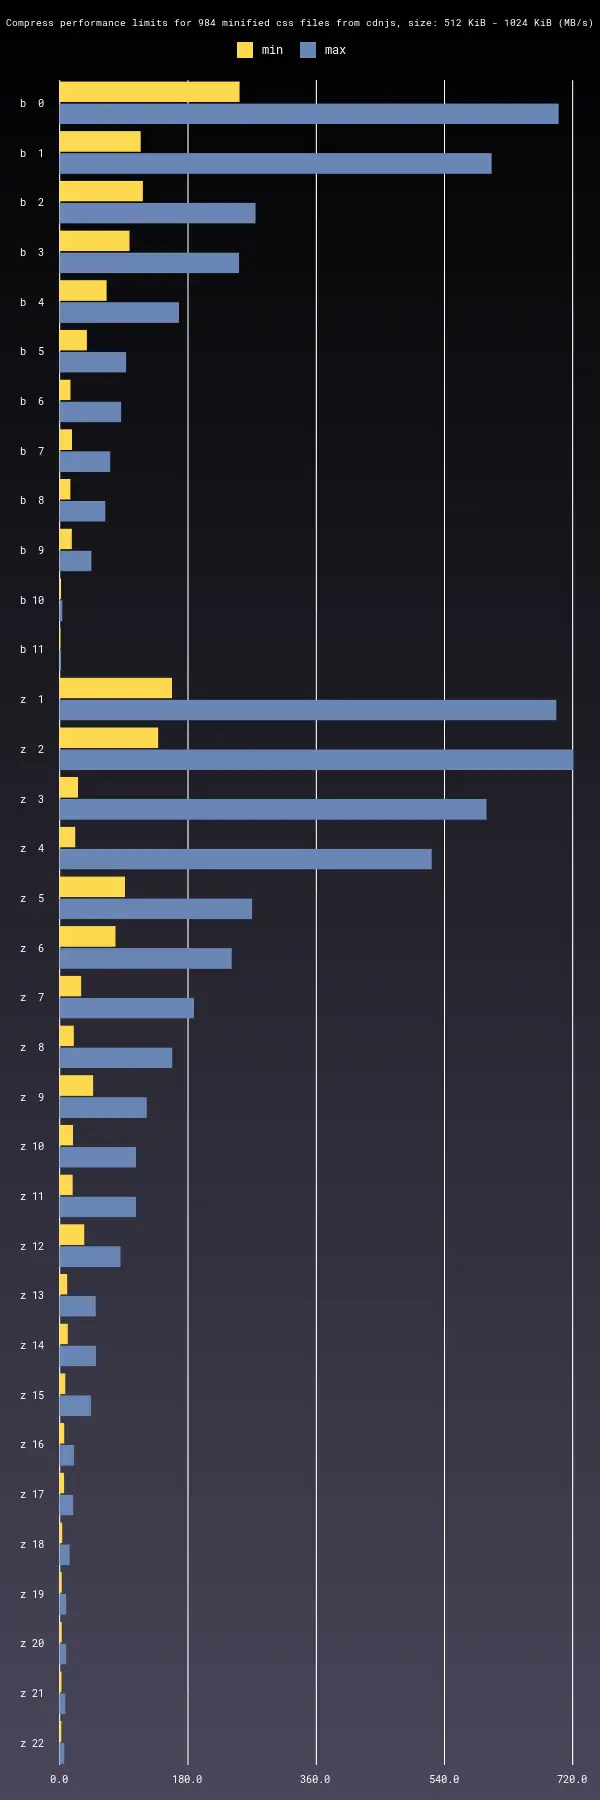 Compress performance limits for 984 minified css files from cdnjs, size: 512 KiB - 1024 KiB (MB/s)
min max
b 0
b 1
b 2
b 3
b 4
b 5
b 6
b 7
b 8
b 9
b 10
b 11
z 1
z 2
z 3
z 4
z 5
z 6
z 7
z 8
z 9
z 10
z 11
z 12
z 13
z 14
z 15
z 16
z 17
z 18
z 19
z 20
z 21
z 22
0.0 180.0 360.0 540.0 720.0